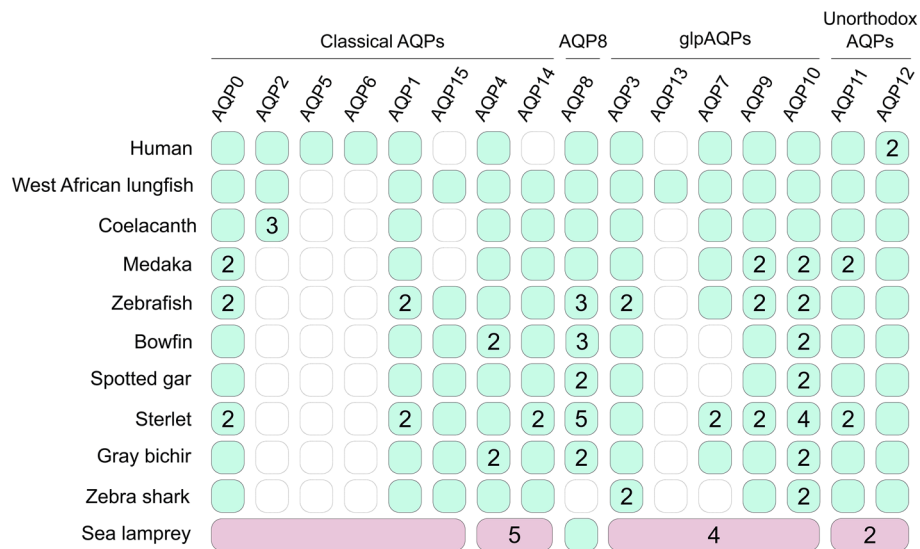 Classical AQPs AQP8 glpAQPs Unorthodox AQPs
AQP0 AQP2 AQP5 AQP6 AQP1 AQP15 AQP4 AQP14 AQP8 AQP3 AQP13 AQP7 AQP9 AQP10 AQP11 AQP12
Human 2
West African lungfish
Coelacanth 3
Medaka 2 2 2 2
Zebrafish 2 2 3 2 2 2
Bowfin 2 3 2
Spotted gar 2 2
Sterlet 2 2 2 5 2 2 4 2
Gray bichir 2 2 2
Zebra shark 2 2
Sea lamprey 5 4 2